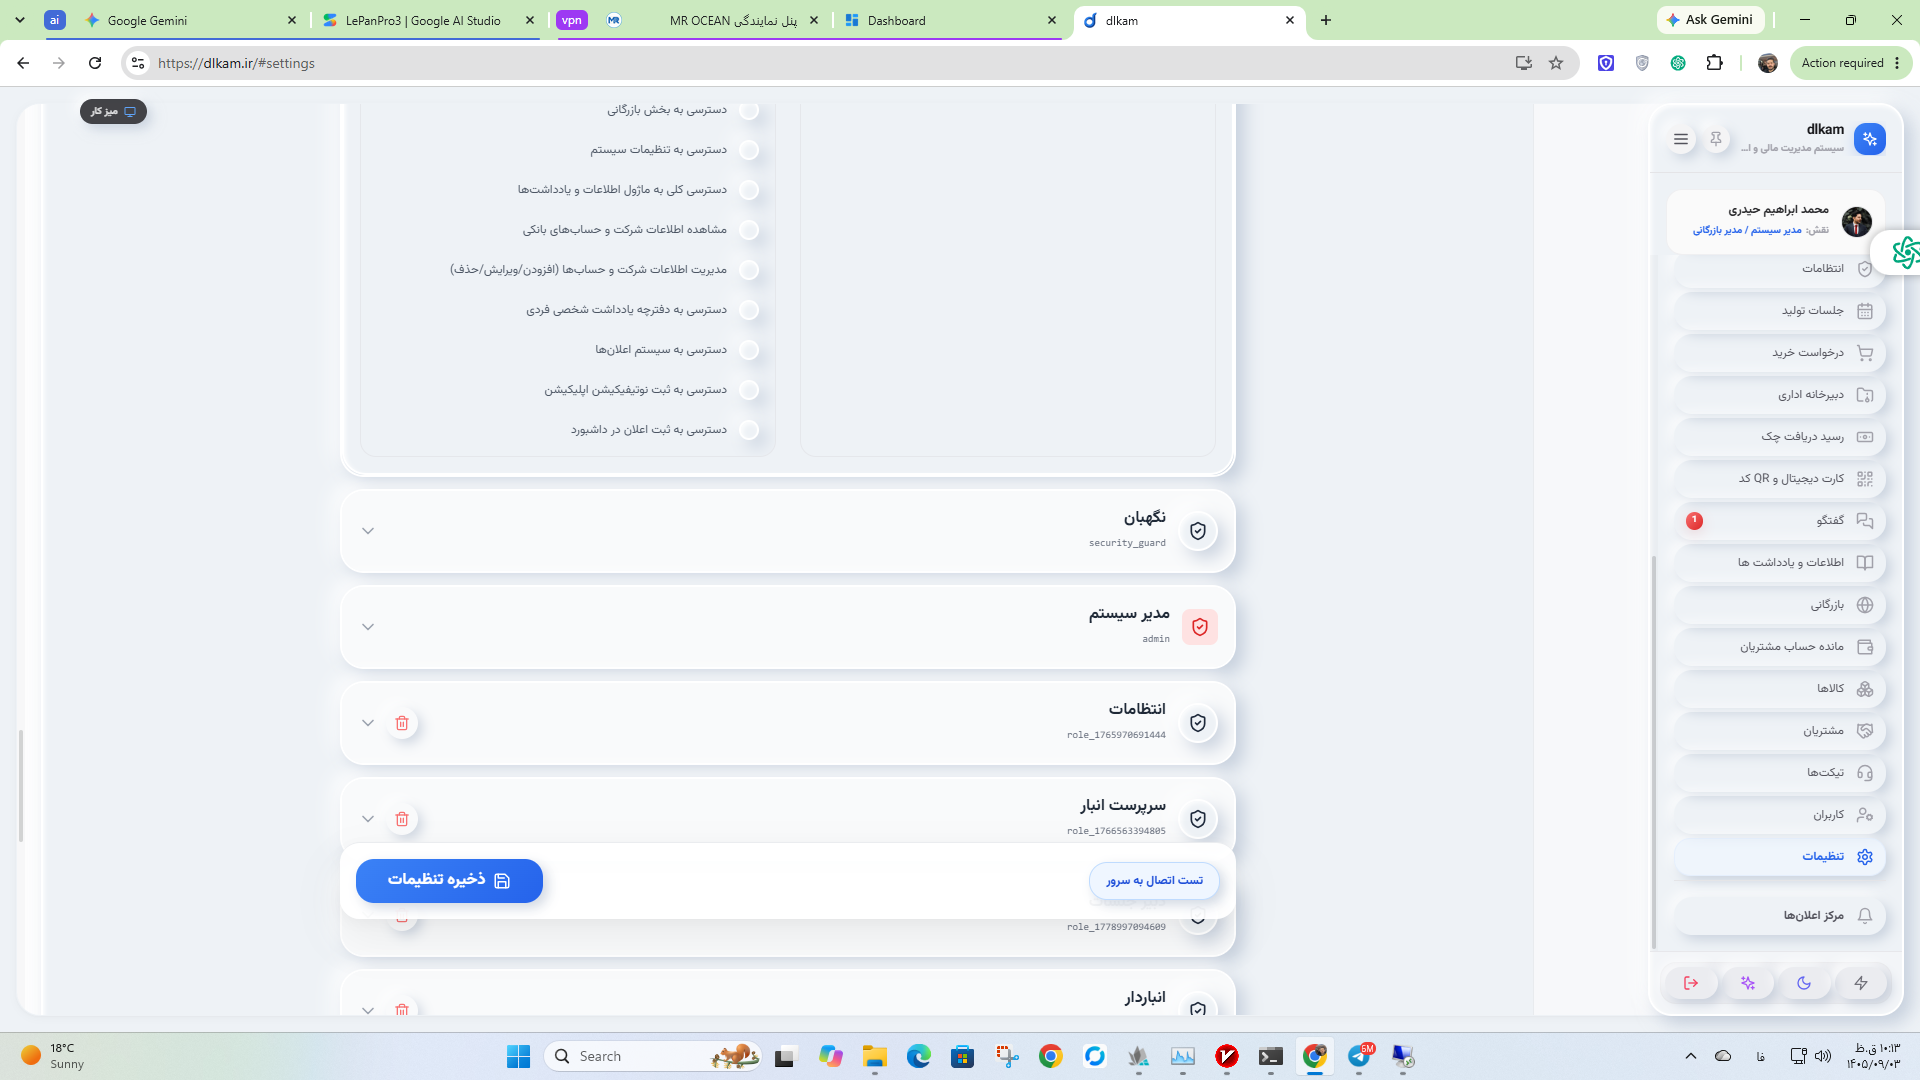 ai
Google Gemini
LePanPro3 | Google AI Studio
vpn
MR
MR OCEAN پنل نمایندگی
Dashboard
dlkam
Ask Gemini
https://dlkam.ir/#settings
Action required
میز کار
دسترسی به بخش بازرگانی
دسترسی به تنظیمات سیستم
دسترسی کلی به ماژول اطلاعات و یادداشت‌ها
مشاهده اطلاعات شرکت و حساب‌های بانکی
مدیریت اطلاعات شرکت و حساب‌ها (افزودن/ویرایش/حذف)
دسترسی به دفترچه یادداشت شخصی فردی
دسترسی به سیستم اعلان‌ها
دسترسی به ثبت نوتیفیکیشن اپلیکیشن
دسترسی به ثبت اعلان در داشبورد
نگهبان
security_guard
مدیر سیستم
admin
انتظامات
role_1765970691444
سرپرست انبار
role_1766563394805
تست اتصال به سرور
ذخیره تنظیمات
role_1778997094609
انباردار
dlkam
سیستم مدیریت مالی و ا...
محمد ابراهیم حیدری
نقش: مدیر سیستم / مدیر بازرگانی
انتظامات
جلسات تولید
درخواست خرید
دبیرخانه اداری
رسید دریافت چک
کارت دیجیتال و QR کد
گفتگو
1
اطلاعات و یادداشت ها
بازرگانی
مانده حساب مشتریان
کالاها
مشتریان
تیکت‌ها
کاربران
تنظیمات
مرکز اعلان‌ها
18°C
Sunny
Search
6M
فا
۱۰:۱۳ ق.ظ
۱۴۰۵/۰۹/۰۳